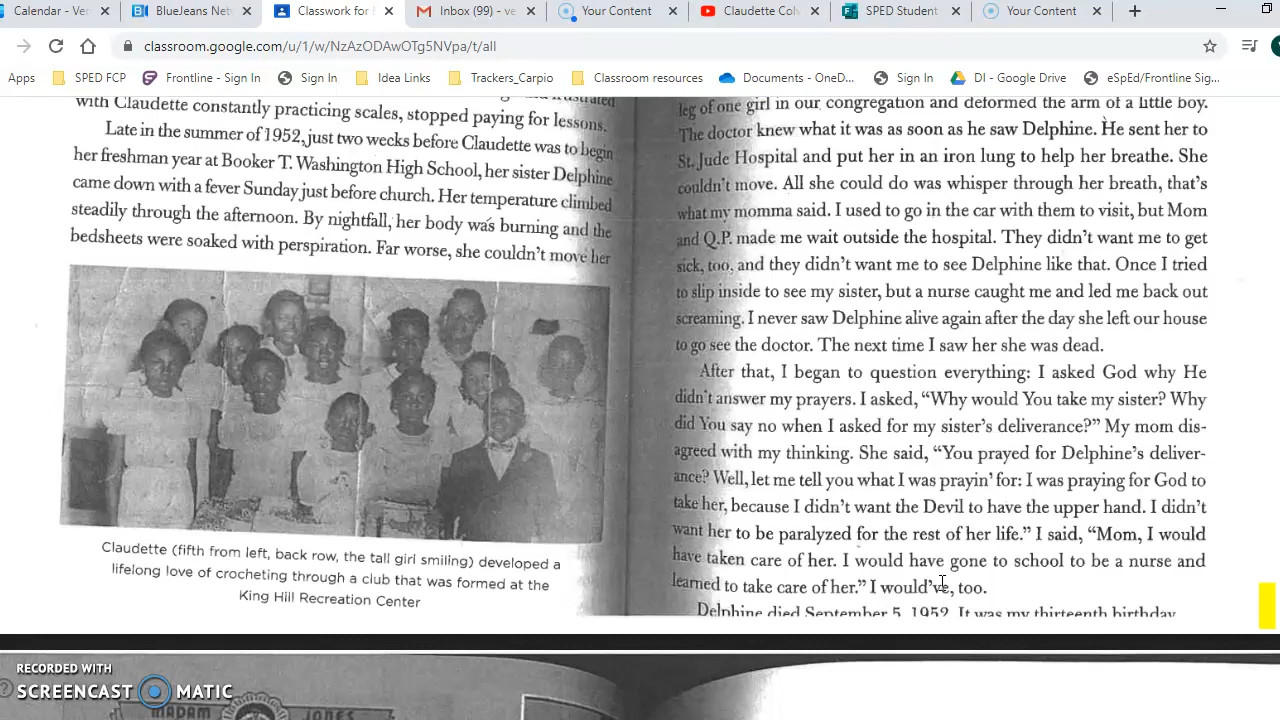 Calendar - Ver
BlueJeans Net
Classwork for
Inbox (99) - ve
Your Content
Claudette Col
SPED Student
Your Content
classroom.google.com/u/1/w/NzAzODAwOTg5NVpa/t/all
Apps
SPED FCP
Frontline - Sign In
Sign In
Idea Links
Trackers_Carpio
Classroom resources
Documents - OneD...
Sign In
DI - Google Drive
eSpEd/Frontline Sig...
with Claudette constantly practicing scales, stopped paying for lessons.
Late in the summer of 1952, just two weeks before Claudette was to begin
her freshman year at Booker T. Washington High School, her sister Delphine
came down with a fever Sunday just before church. Her temperature climbed
steadily through the afternoon. By nightfall, her body was burning and the
bedsheets were soaked with perspiration. Far worse, she couldn't move her
Claudette (fifth from left, back row, the tall girl smiling) developed a
lifelong love of crocheting through a club that was formed at the
King Hill Recreation Center
leg of one girl in our congregation and deformed the arm of a little boy.
The doctor knew what it was as soon as he saw Delphine. He sent her to
St. Jude Hospital and put her in an iron lung to help her breathe. She
couldn't move. All she could do was whisper through her breath, that's
what my momma said. I used to go in the car with them to visit, but Mom
and Q.P. made me wait outside the hospital. They didn't want me to get
sick, too, and they didn't want me to see Delphine like that. Once I tried
to slip inside to see my sister, but a nurse caught me and led me back out
screaming. I never saw Delphine alive again after the day she left our house
to go see the doctor. The next time I saw her she was dead.
After that, I began to question everything: I asked God why He
didn't answer my prayers. I asked, "Why would You take my sister? Why
did You say no when I asked for my sister's deliverance?" My mom dis-
agreed with my thinking. She said, "You prayed for Delphine's deliver-
ance? Well, let me tell you what I was prayin' for: I was praying for God to
take her, because I didn't want the Devil to have the upper hand. I didn't
want her to be paralyzed for the rest of her life." I said, "Mom, I would
have taken care of her. I would have gone to school to be a nurse and
learned to take care of her." I would've, too.
Delphine died September 5, 1952. It was my thirteenth birthday
RECORDED WITH
SCREENCAST MATIC
MADAM JONES